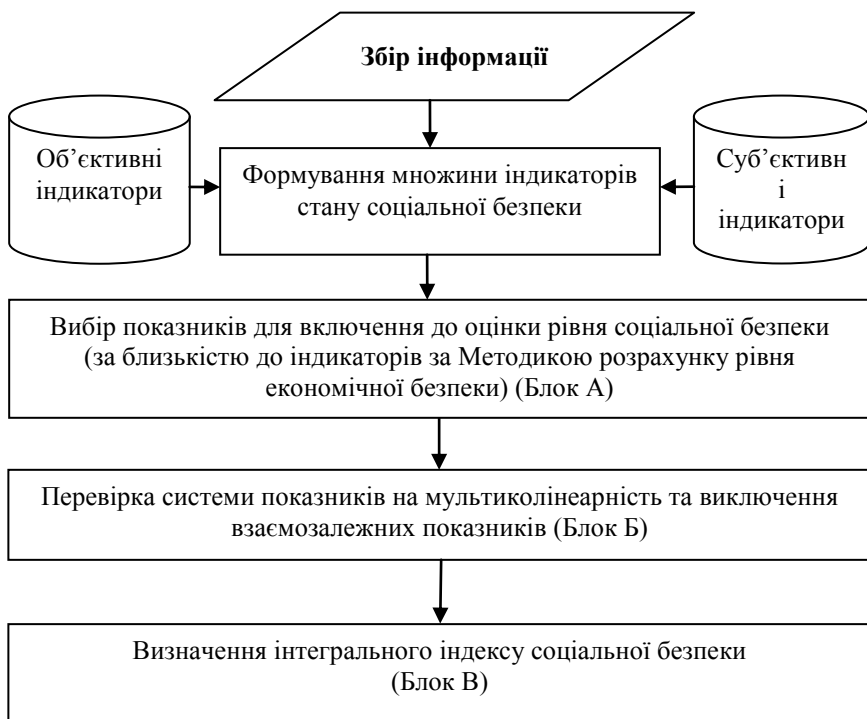 Збір інформації
Об’єктивні
індикатори
Формування множини індикаторів
стану соціальної безпеки
Суб’єктивн
і
індикатори
Вибір показників для включення до оцінки рівня соціальної безпеки
(за близькістю до індикаторів за Методикою розрахунку рівня
економічної безпеки) (Блок А)
Перевірка системи показників на мультиколінеарність та виключення
взаємозалежних показників (Блок Б)
Визначення інтегрального індексу соціальної безпеки
(Блок В)